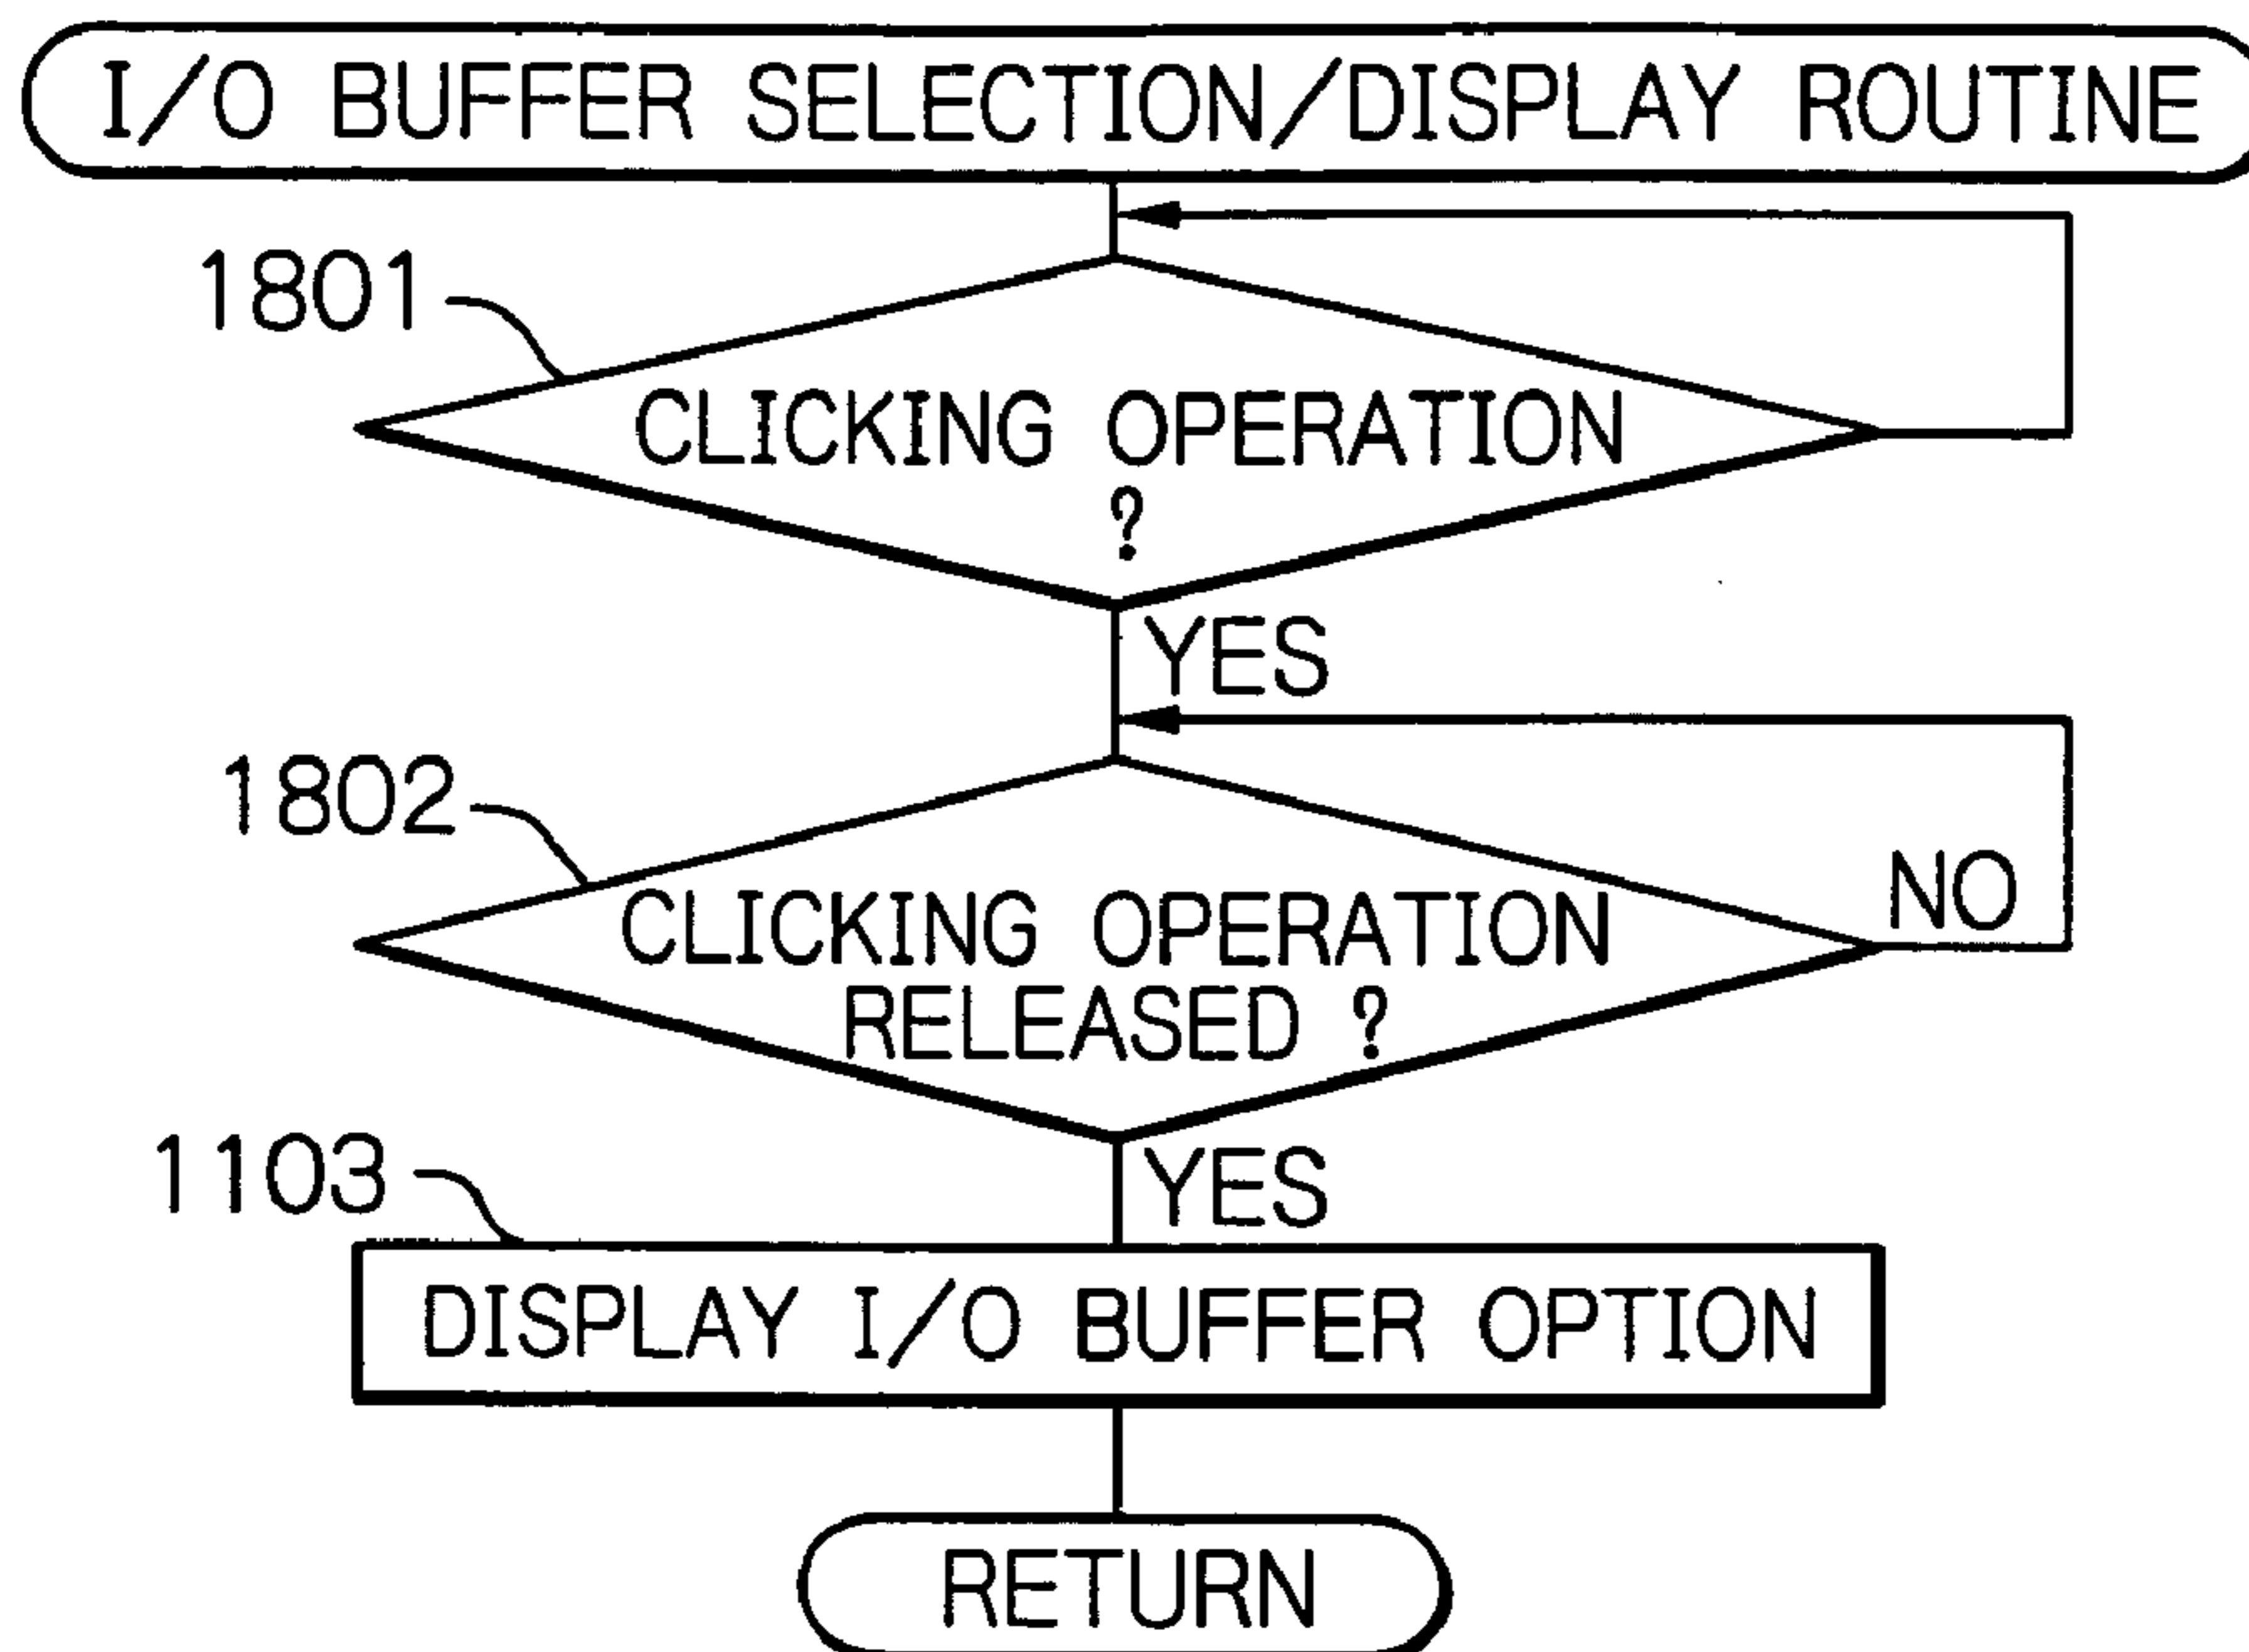 I/O BUFFER SELECTION/DISPLAY ROUTINE
1801
CLICKING OPERATION
?
YES
1802
NO
CLICKING OPERATION
RELEASED ?
1103
YES
DISPLAY I/O BUFFER OPTION
RETURN